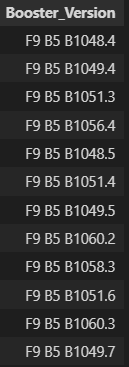 Booster_Version
F9 B5 B1048.4
F9 B5 B1049.4
F9 B5 B1051.3
F9 B5 B1056.4
F9 B5 B1048.5
F9 B5 B1051.4
F9 B5 B1049.5
F9 B5 B1060.2
F9 B5 B1058.3
F9 B5 B1051.6
F9 B5 B1060.3
F9 B5 B1049.7